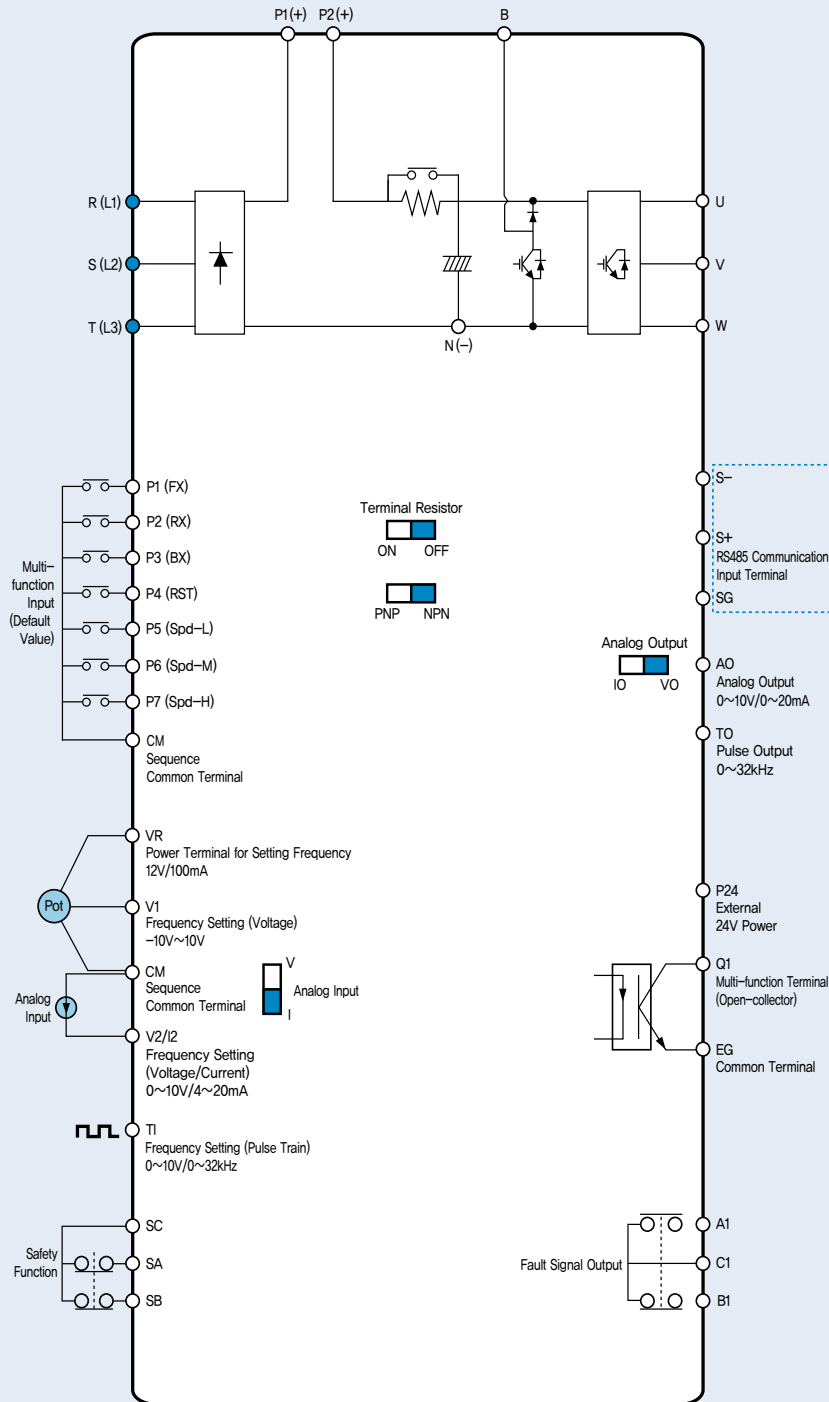 P1(+) P2(+) B
R (L1)
S (L2)
T (L3)
N (−)
U
V
W
Multi−
function
Input
(Default
Value)
P1 (FX)
P2 (RX)
P3 (BX)
P4 (RST)
P5 (Spd−L)
P6 (Spd−M)
P7 (Spd−H)
CM
Sequence
Common Terminal
Terminal Resistor
ON OFF
PNP NPN
S−
S+
RS485 Communication
Input Terminal
SG
Analog Output
IO VO
AO
Analog Output
0~10V/0~20mA
TO
Pulse Output
0~32kHz
Pot
VR
Power Terminal for Setting Frequency
12V/100mA
V1
Frequency Setting (Voltage)
−10V~10V
CM
Sequence
Common Terminal
V
Analog Input
I
Analog
Input
V2/I2
Frequency Setting
(Voltage/Current)
0~10V/4~20mA
TI
Frequency Setting (Pulse Train)
0~10V/0~32kHz
P24
External
24V Power
Q1
Multi−function Terminal
(Open−collector)
EG
Common Terminal
Safety
Function
SC
SA
SB
Fault Signal Output
A1
C1
B1